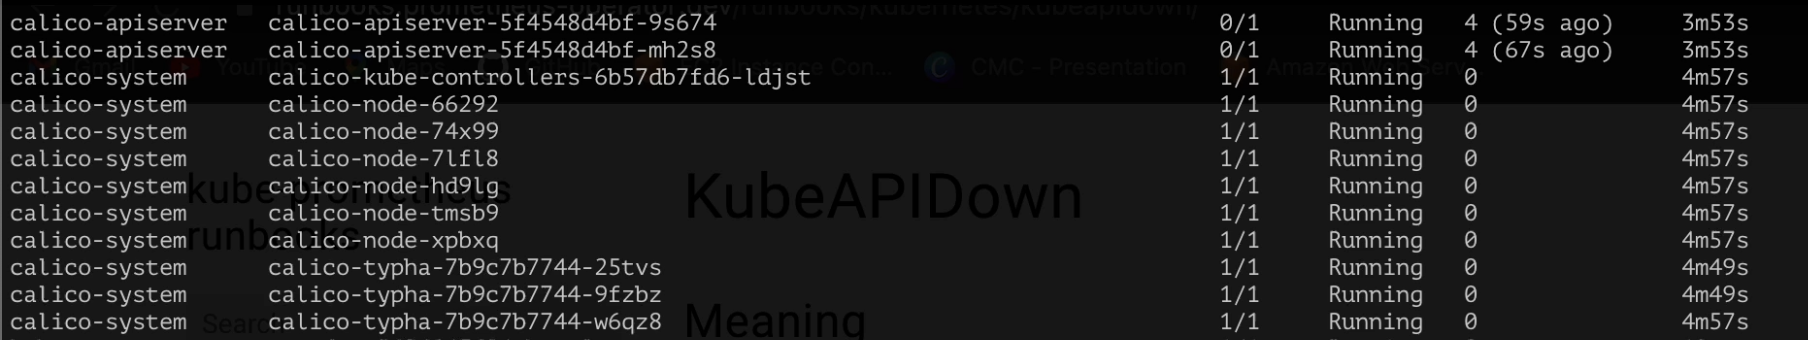 runbooks.prometheus-operator.dev/runbooks/kubernetes/kubeapidown/
calico-apiserver calico-apiserver-5f4548d4bf-9s674 0/1 Running 4 (59s ago) 3m53s
calico-apiserver calico-apiserver-5f4548d4bf-mh2s8 0/1 Running 4 (67s ago) 3m53s
Gmail YouTube Maps GitHub Instance Con... CMC - Presentation Amazon Web Serv
calico-system calico-kube-controllers-6b57db7fd6-ldjst 1/1 Running 0 4m57s
calico-system calico-node-66292 1/1 Running 0 4m57s
calico-system calico-node-74x99 1/1 Running 0 4m57s
calico-system calico-node-7lfl8 1/1 Running 0 4m57s
calico-system calico-node-hd9lg 1/1 Running 0 4m57s
kube prometheus runbooks
KubeAPIDown
calico-system calico-node-tmsb9 1/1 Running 0 4m57s
calico-system calico-node-xpbxq 1/1 Running 0 4m57s
calico-system calico-typha-7b9c7b7744-25tvs 1/1 Running 0 4m49s
calico-system calico-typha-7b9c7b7744-9fzbz 1/1 Running 0 4m49s
calico-system calico-typha-7b9c7b7744-w6qz8 1/1 Running 0 4m57s
Search
Meaning